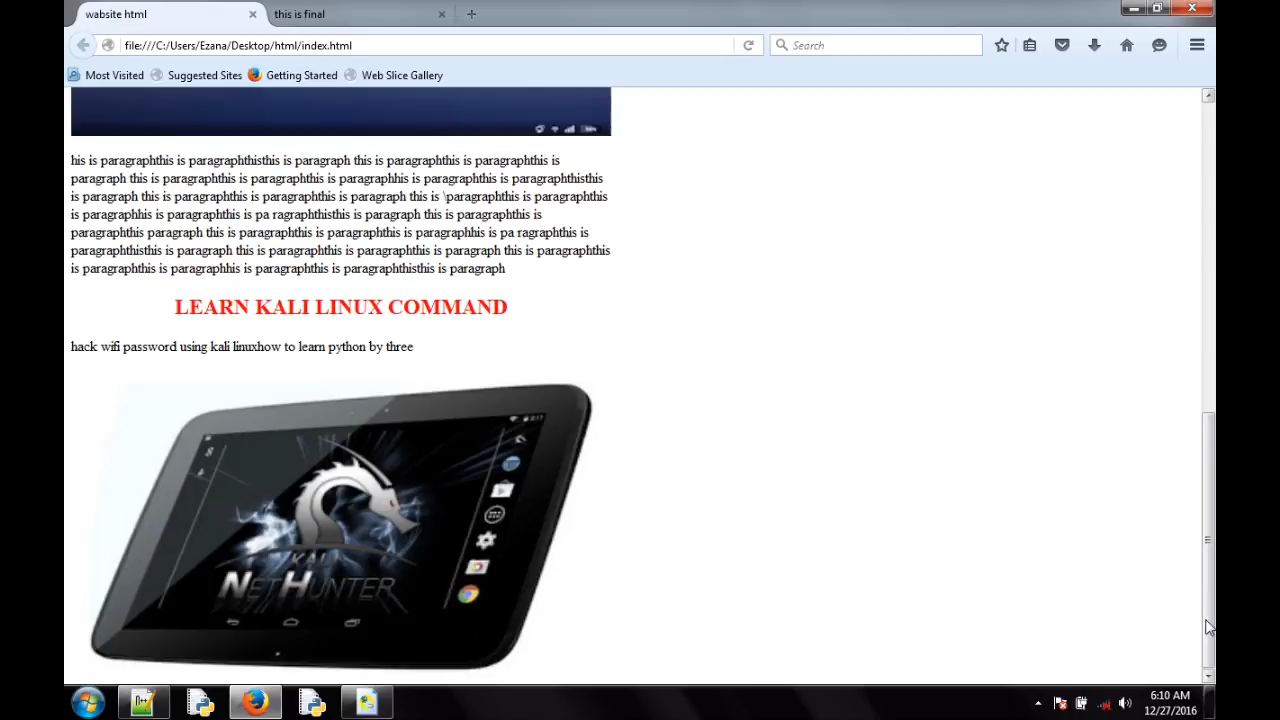 wabsite html
this is final
file:///C:/Users/Ezana/Desktop/html/index.html
Search
Most Visited
Suggested Sites
Getting Started
Web Slice Gallery
his is paragraphthis is paragraphthisthis is paragraph this is paragraphthis is paragraphthis is
paragraph this is paragraphthis is paragraphthis is paragraphhis is paragraphthis is paragraphthisthis
is paragraph this is paragraphthis is paragraphthis is paragraph this is \paragraphthis is paragraphthis
is paragraphhis is paragraphthis is pa ragraphthisthis is paragraph this is paragraphthis is
paragraphthis paragraph this is paragraphthis is paragraphthis is paragraphhis is pa ragraphthis is
paragraphthisthis is paragraph this is paragraphthis is paragraphthis is paragraph this is paragraphthis
is paragraphthis is paragraphhis is paragraphthis is paragraphthisthis is paragraph
LEARN KALI LINUX COMMAND
hack wifi password using kali linuxhow to learn python by three
KALI
NETHUNTER
6:10 AM
12/27/2016